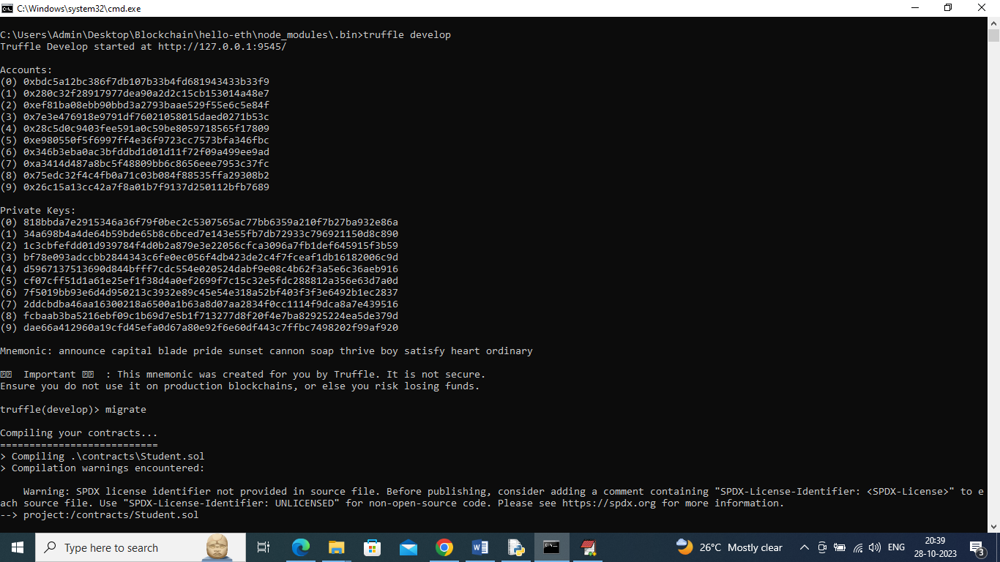 C:\Windows\system32\cmd.exe
C:\Users\Admin\Desktop\Blockchain\hello-eth\node_modules\.bin>truffle develop
Truffle Develop started at http://127.0.0.1:9545/
Accounts:
(0) 0xbdc5a12bc386f7db107b33b4fd681943433b33f9
(1) 0x280c32f28917977dea90a2d2c15cb153014a48e7
(2) 0xef81ba08ebb90bbd3a2793baae529f55e6c5e84f
(3) 0x7e3e476918e9791df76021058015daed0271b53c
(4) 0x28c5d0c9403fee591a0c59be8059718565f17809
(5) 0xe980550f5f6997ff4e36f9723cc7573bfa346fbc
(6) 0x346b3eba0ac3bfddbd1d01d11f72f09a499ee9ad
(7) 0xa3414d487a8bc5f48809bb6c8656eee7953c37fc
(8) 0x75edc32f4c4fb0a71c03b084f88535ffa29308b2
(9) 0x26c15a13cc42a7f8a01b7f9137d250112bfb7689
Private Keys:
(0) 818bbda7e2915346a36f79f0bec2c5307565ac77bb6359a210f7b27ba932e86a
(1) 34a698b4a4de64b59bde65b8c6bced7e143e55fb7db72933c796921150d8c890
(2) 1c3cbfefdd01d939784f4d0b2a879e3e22056cfca3096a7fb1def645915f3b59
(3) bf78e093adccbb2844343c6fe0ec056f4db423de2c4f7fceaf1db16182006c9d
(4) d5967137513690d844bfff7cdc554e020524dabf9e08c4b62f3a5e6c36aeb916
(5) cf07cff51d1a61e25ef1f38d4a0ef2699f7c15c32e5fdc288812a356e63d7a0d
(6) 7f5019bb93e6d4d950213c3932e89c45e54e318a52bf403f3f3e6492b1ec2837
(7) 2ddcbdba46aa16300218a6500a1b63a8d07aa2834f0cc1114f9dca8a7e439516
(8) fcbaab3ba5216ebf09c1b69d7e5b1f713277d8f20f4e7ba82925224ea5de379d
(9) dae66a412960a19cfd45efa0d67a80e92f6e60df443c7ffbc7498202f99af920
Mnemonic: announce capital blade pride sunset cannon soap thrive boy satisfy heart ordinary
Important : This mnemonic was created for you by Truffle. It is not secure.
Ensure you do not use it on production blockchains, or else you risk losing funds.
truffle(develop)> migrate
Compiling your contracts...
===========================
> Compiling .\contracts\Student.sol
> Compilation warnings encountered:
Warning: SPDX license identifier not provided in source file. Before publishing, consider adding a comment containing "SPDX-License-Identifier: <SPDX-License>" to e
ach source file. Use "SPDX-License-Identifier: UNLICENSED" for non-open-source code. Please see https://spdx.org for more information.
--> project:/contracts/Student.sol
Type here to search
26°C Mostly clear
ENG
20:39
28-10-2023
3